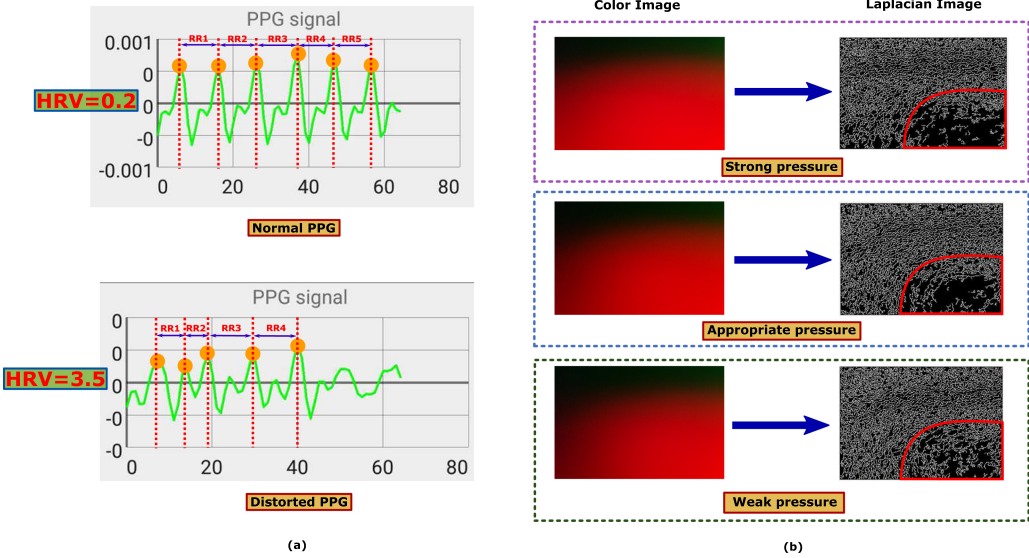 PPG signal
0.001
0
0
-0
-0.001
RR1 RR2 RR3 RR4 RR5
HRV=0.2
0 20 40 60 80
Normal PPG
PPG signal
0
0
0
-0
-0
RR1 RR2 RR3 RR4
HRV=3.5
0 20 40 60 80
Distorted PPG
(a)
Color Image Laplacian Image
Strong pressure
Appropriate pressure
Weak pressure
(b)